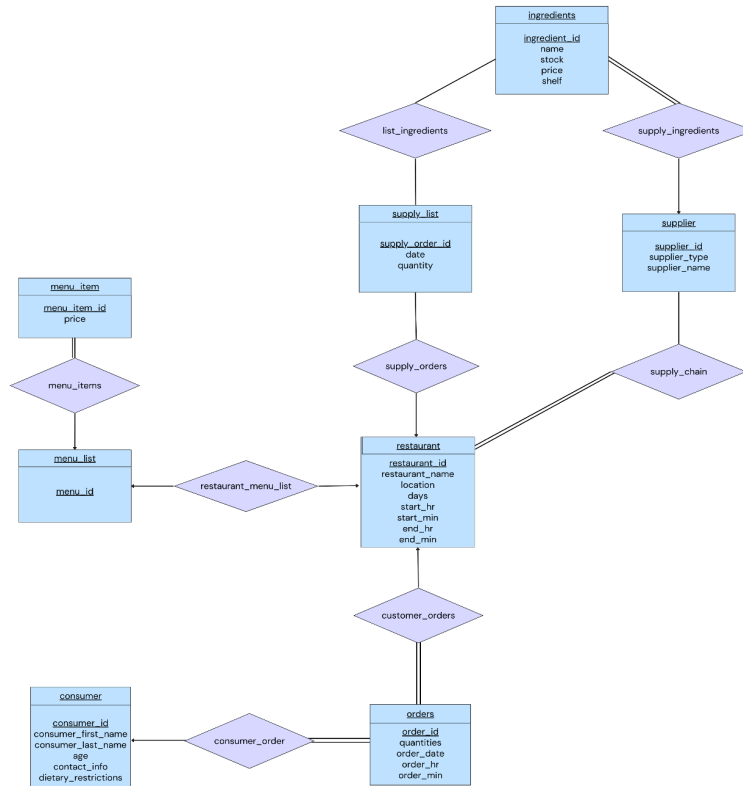 ingredients
ingredient_id
name
stock
price
shelf
list_ingredients
supply_ingredients
supply_list
supply_order_id
date
quantity
supplier
supplier_id
supplier_type
supplier_name
menu_item
menu_item_id
price
menu_items
supply_orders
supply_chain
menu_list
menu_id
restaurant_menu_list
restaurant
restaurant_id
restaurant_name
location
days
start_hr
start_min
end_hr
end_min
customer_orders
consumer
consumer_id
consumer_first_name
consumer_last_name
age
contact_info
dietary_restrictions
consumer_order
orders
order_id
quantities
order_date
order_hr
order_min